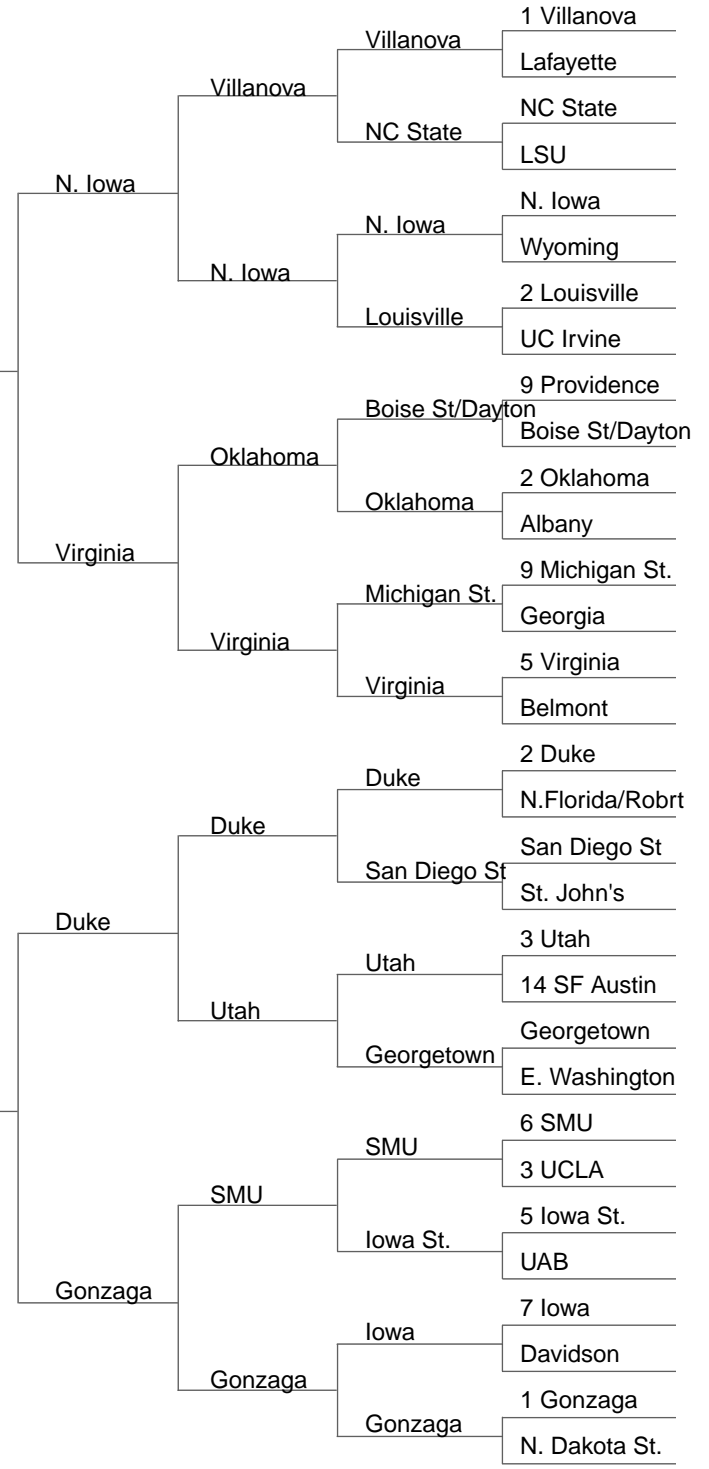 1 Villanova
Villanova
Lafayette
Villanova
NC State
NC State
LSU
N. Iowa
N. Iowa
N. Iowa
Wyoming
N. Iowa
2 Louisville
Louisville
UC Irvine
9 Providence
Boise St/Dayton
Boise St/Dayton
Oklahoma
2 Oklahoma
Oklahoma
Albany
Virginia
9 Michigan St.
Michigan St.
Georgia
Virginia
5 Virginia
Virginia
Belmont
2 Duke
Duke
N.Florida/Robrt
Duke
San Diego St
San Diego St
St. John's
Duke
3 Utah
Utah
14 SF Austin
Utah
Georgetown
Georgetown
E. Washington
6 SMU
SMU
3 UCLA
SMU
5 Iowa St.
Iowa St.
UAB
Gonzaga
7 Iowa
Iowa
Davidson
Gonzaga
1 Gonzaga
Gonzaga
N. Dakota St.